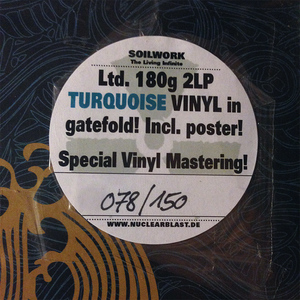 SOILWORK
The Living Infinite
Ltd. 180g 2LP
TURQUOISE VINYL in
gatefold! Incl. poster!
Special Vinyl Mastering!
078/150
WWW.NUCLEARBLAST.DE